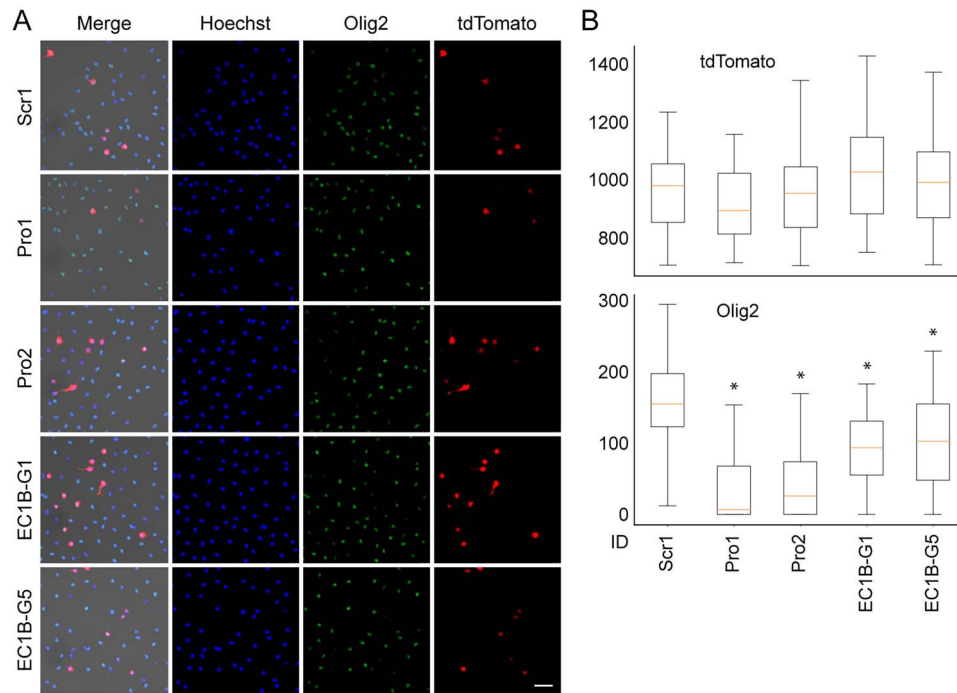 A
Merge Hoechst Olig2 tdTomato
Scr1
Pro1
Pro2
EC1B-G1
EC1B-G5
B
tdTomato
1400
1200
1000
800
Olig2
300
200
100
0
* * * *
ID Scr1 Pro1 Pro2 EC1B-G1 EC1B-G5